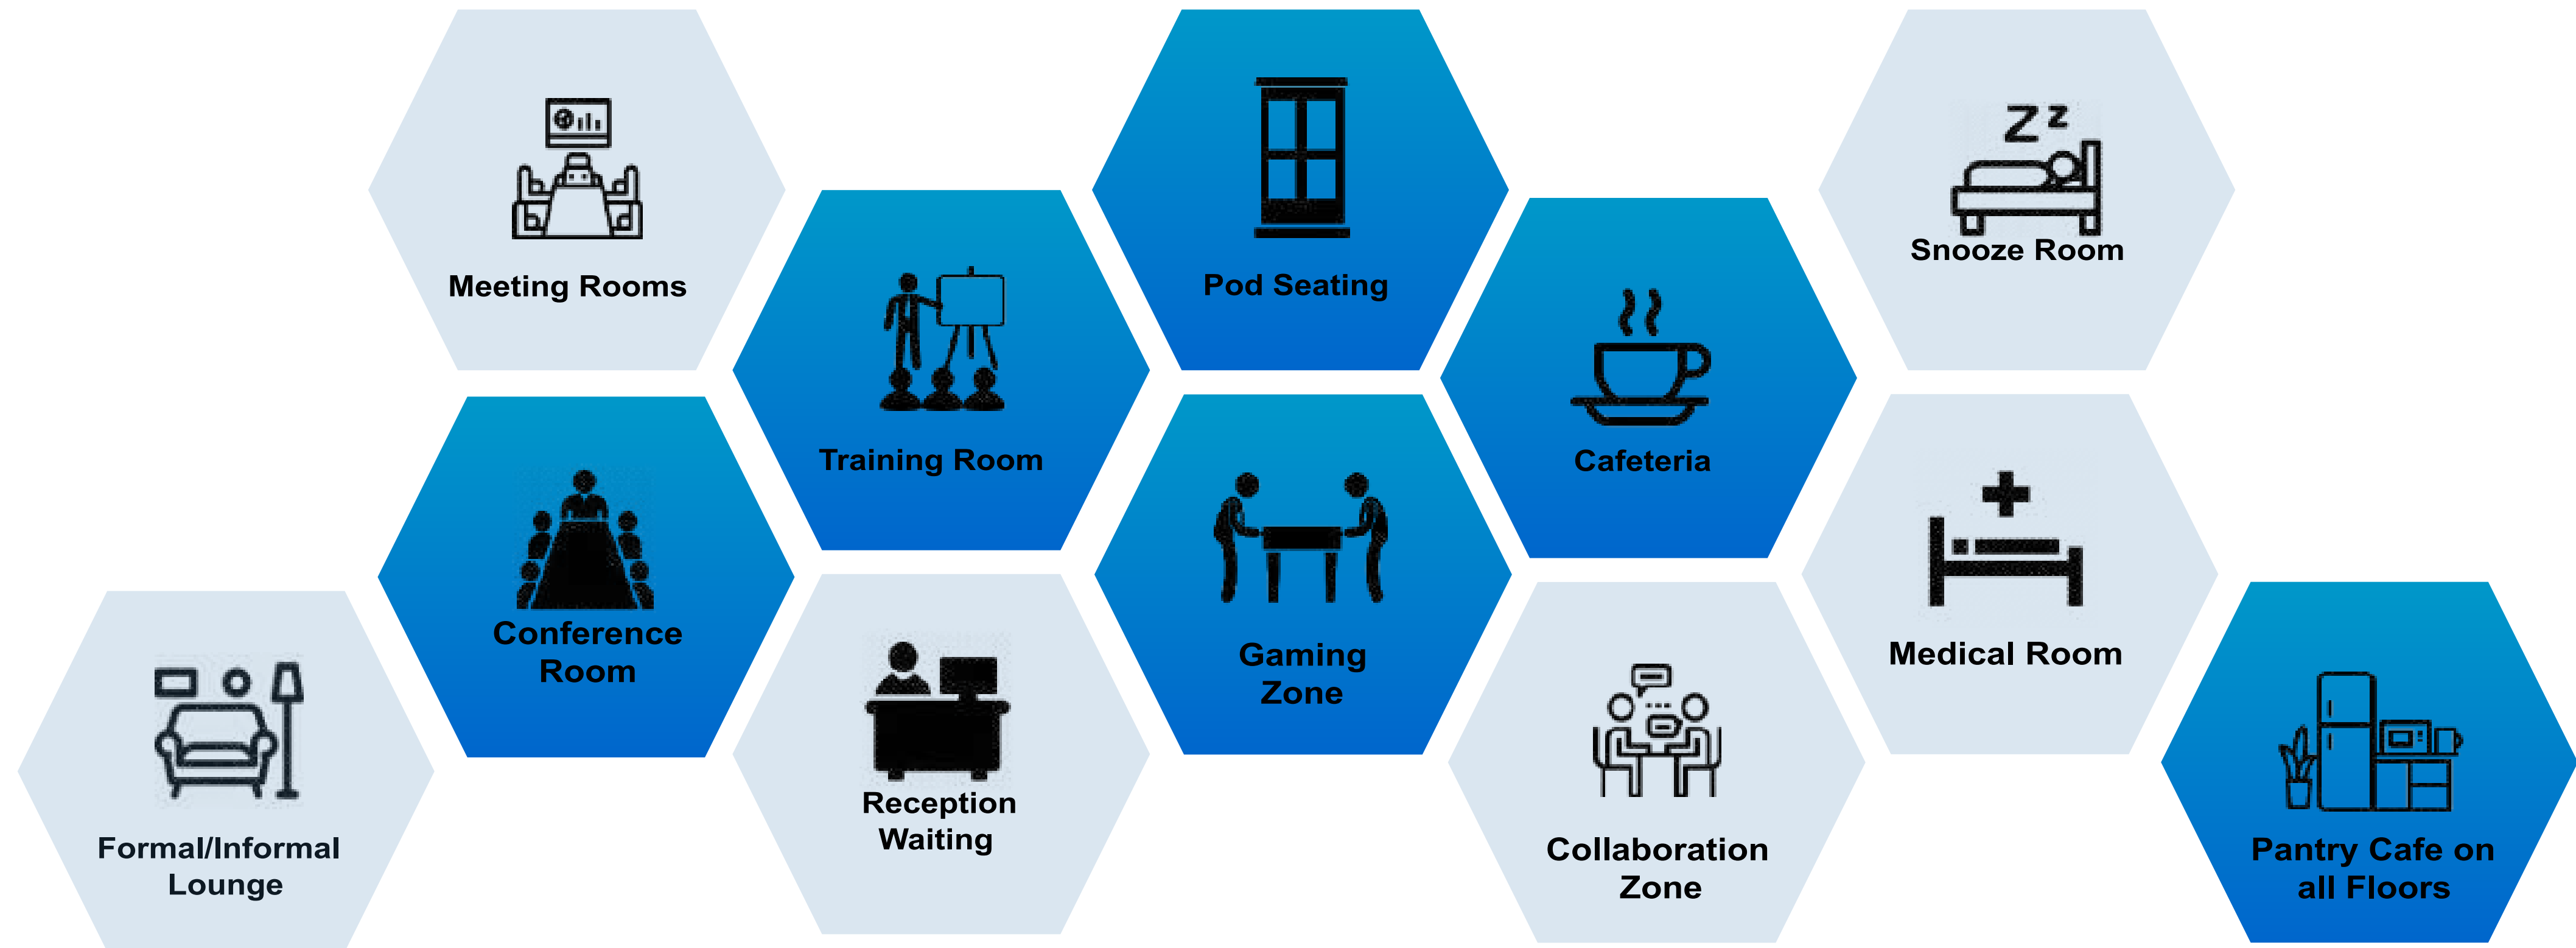 Meeting Rooms
Pod Seating
Snooze Room
Training Room
Cafeteria
Conference
Room
Gaming
Zone
Medical Room
Formal/Informal
Lounge
Reception
Waiting
Collaboration
Zone
Pantry Cafe on
all Floors